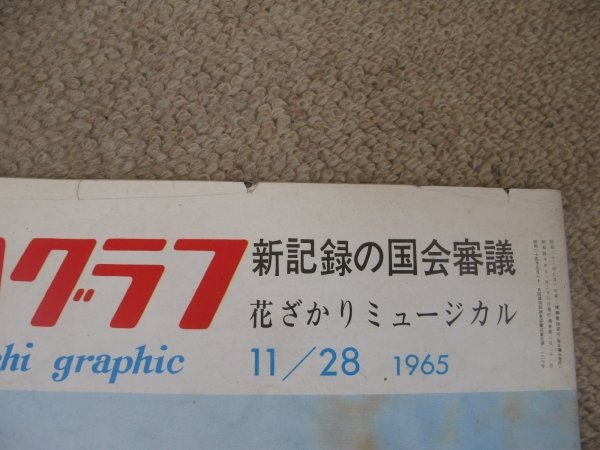 グラフ
chi graphic
新記録の国会審議
花ざかりミュージカル
11/28 1965